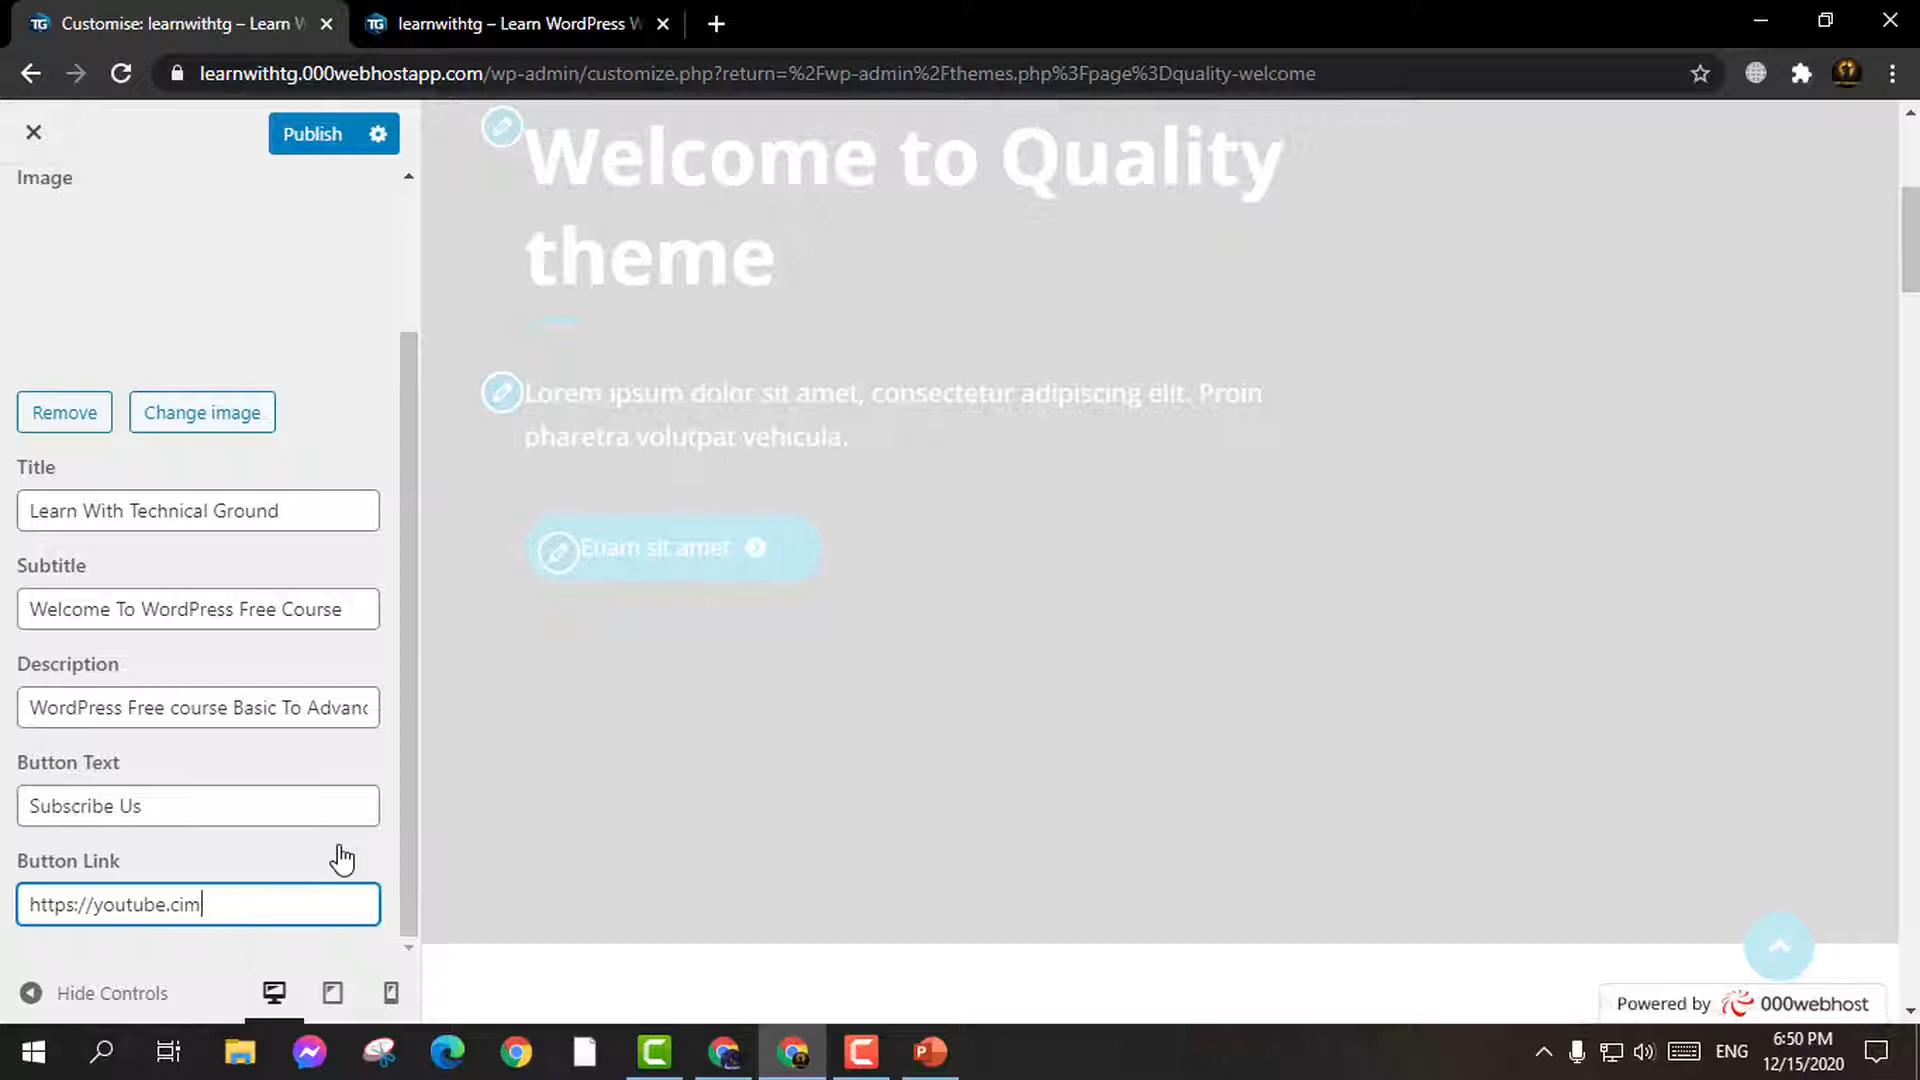 Customise: learnwithtg – Learn W
learnwithtg – Learn WordPress W
learnwithtg.000webhostapp.com/wp-admin/customize.php?return=%2Fwp-admin%2Fthemes.php%3Fpage%3Dquality-welcome
Publish
Image
Remove
Change image
Title
Learn With Technical Ground
Subtitle
Welcome To WordPress Free Course
Description
WordPress Free course Basic To Advanc
Button Text
Subscribe Us
Button Link
https://youtube.cim
Hide Controls
Welcome to Quality
theme
Lorem ipsum dolor sit amet, consectetur adipiscing elit. Proin
pharetra volutpat vehicula.
Euam sit amet
Powered by 000webhost
ENG
6:50 PM
12/15/2020